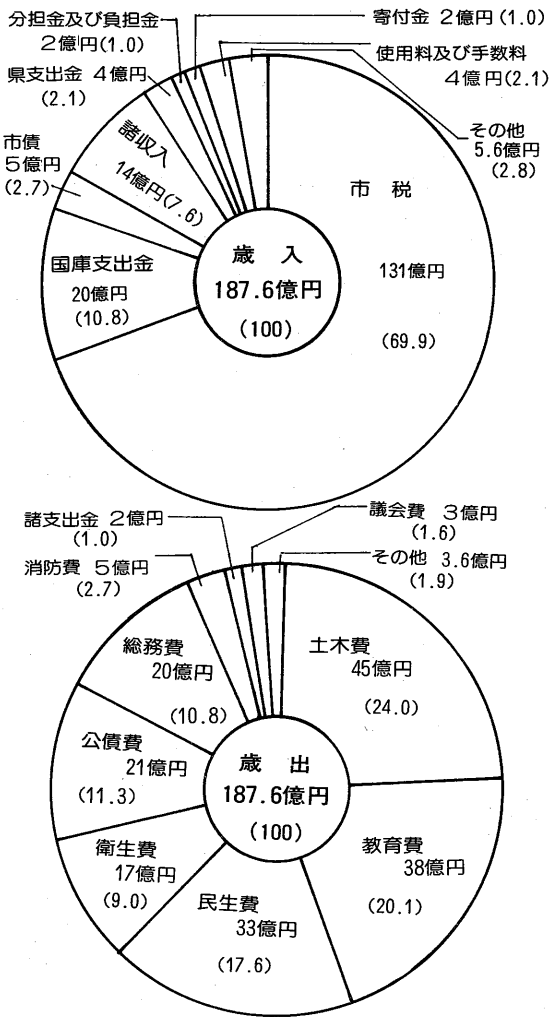 分担金及び負担金
2億円(1.0)
寄付金 2億円(1.0)
県支出金 4億円
(2.1)
使用料及び手数料
4億円(2.1)
市債
5億円
(2.7)
諸収入
14億円(7.6)
その他
5.6億円
(2.8)
国庫支出金
20億円
(10.8)
市 税
131億円
(69.9)
歳 入
187.6億円
(100)
諸支出金 2億円
(1.0)
議会費 3億円
(1.6)
消防費 5億円
(2.7)
その他 3.6億円
(1.9)
総務費
20億円
(10.8)
土木費
45億円
(24.0)
公債費
21億円
(11.3)
歳 出
187.6億円
(100)
衛生費
17億円
(9.0)
教育費
38億円
(20.1)
民生費
33億円
(17.6)